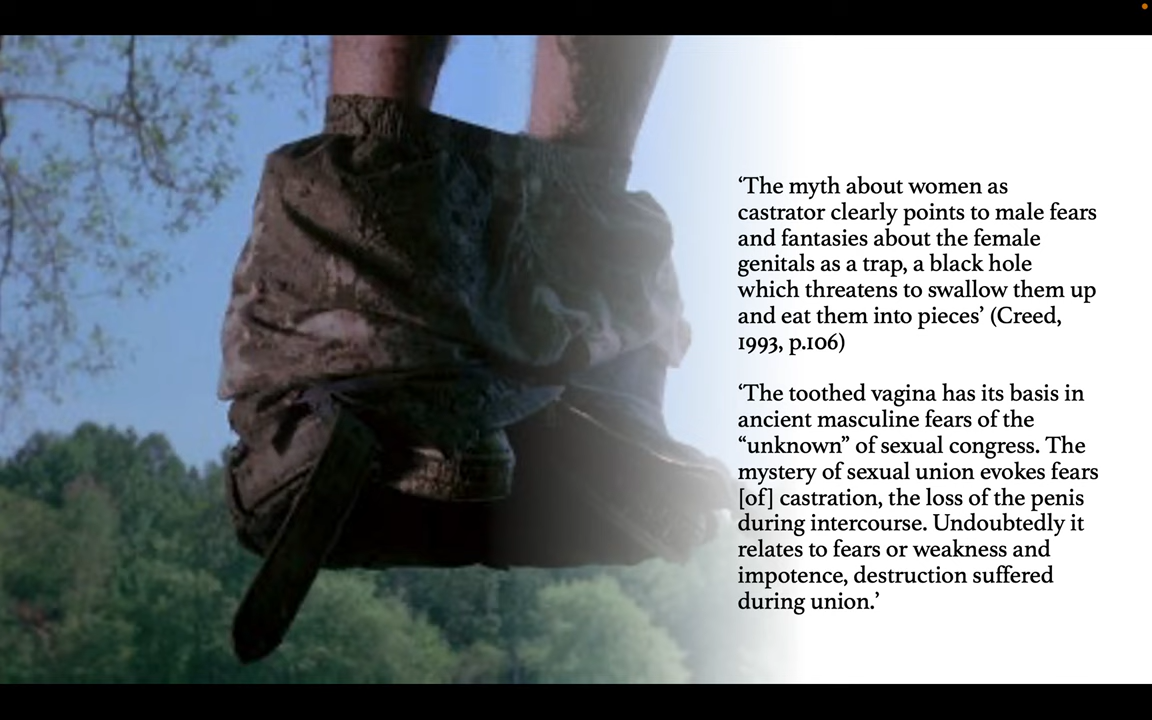 ‘The myth about women as
castrator clearly points to male fears
and fantasies about the female
genitals as a trap, a black hole
which threatens to swallow them up
and eat them into pieces’ (Creed,
1993, p.106)
‘The toothed vagina has its basis in
ancient masculine fears of the
“unknown” of sexual congress. The
mystery of sexual union evokes fears
[of] castration, the loss of the penis
during intercourse. Undoubtedly it
relates to fears or weakness and
impotence, destruction suffered
during union.’